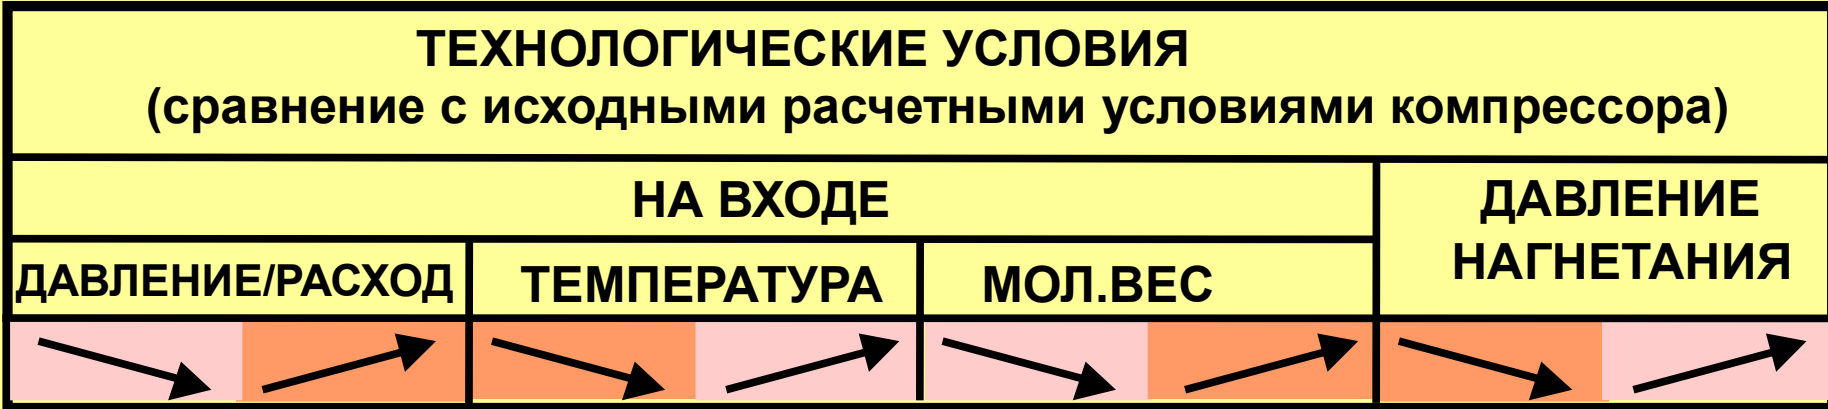 ТЕХНОЛОГИЧЕСКИЕ УСЛОВИЯ
(сравнение с исходными расчетными условиями компрессора)
НА ВХОДЕ
ДАВЛЕНИЕ
НАГНЕТАНИЯ
ДАВЛЕНИЕ/РАСХОД
ТЕМПЕРАТУРА
МОЛ.ВЕС